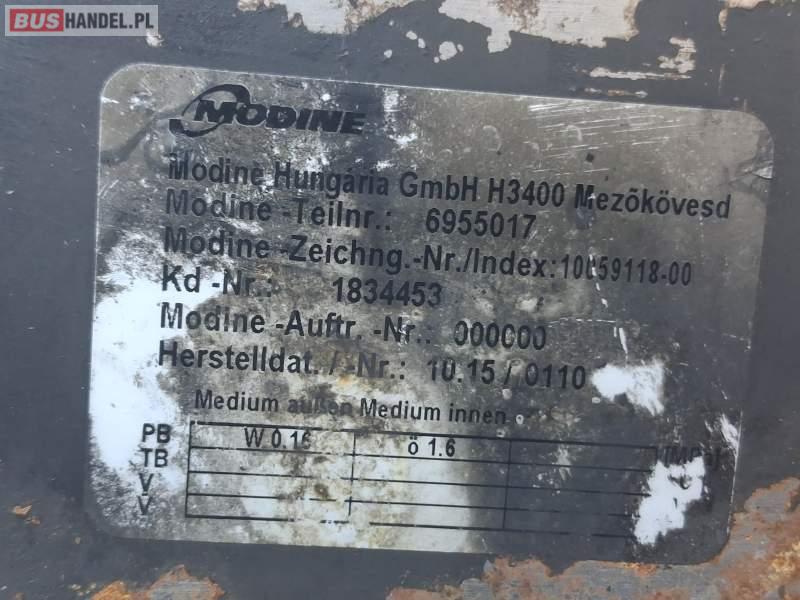 BUSHANDEL.PL
MODINE
Modine Hungária GmbH H3400 Mezõkövesd
Modine -Teilnr.: 6955017
Modine -Zeichng.-Nr./Index:10059118-00
Kd -Nr.: 1834453
Modine -Auftr. -Nr.: 000000
Herstelldat. / -Nr.: 10.15 / 0110
Medium außen Medium innen
PB W 0.16 ö 1.6
TB
V
V